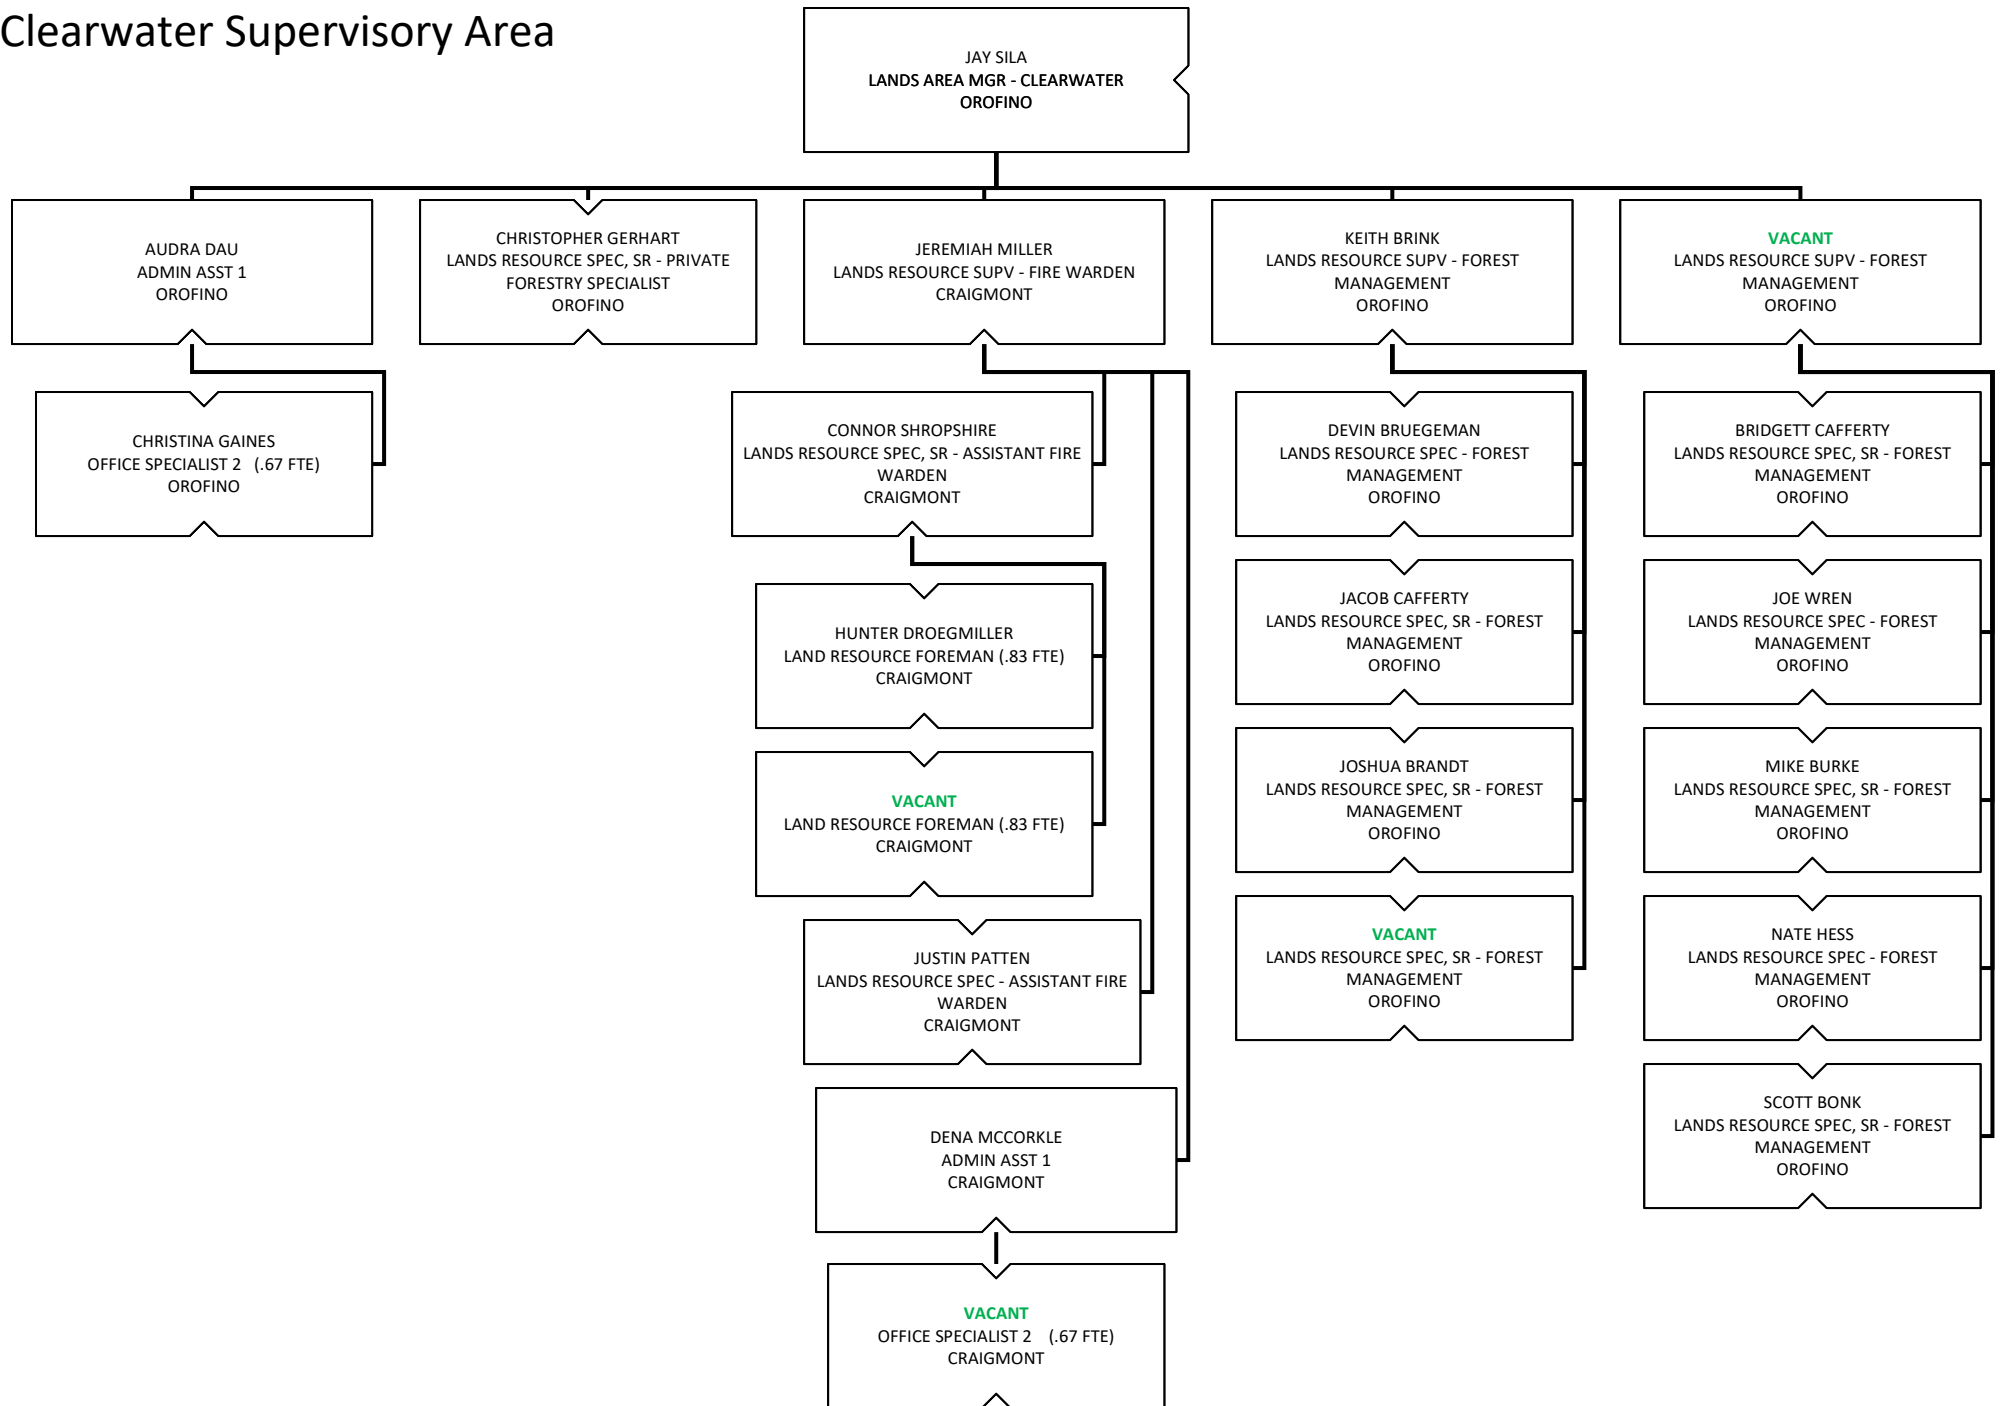 Clearwater Supervisory Area
JAY SILA
LANDS AREA MGR - CLEARWATER
OROFINO
AUDRA DAU
ADMIN ASST 1
OROFINO
CHRISTOPHER GERHART
LANDS RESOURCE SPEC, SR - PRIVATE
FORESTRY SPECIALIST
OROFINO
JEREMIAH MILLER
LANDS RESOURCE SUPV - FIRE WARDEN
CRAIGMONT
KEITH BRINK
LANDS RESOURCE SUPV - FOREST
MANAGEMENT
OROFINO
VACANT
LANDS RESOURCE SUPV - FOREST
MANAGEMENT
OROFINO
CHRISTINA GAINES
OFFICE SPECIALIST 2 (.67 FTE)
OROFINO
CONNOR SHROPSHIRE
LANDS RESOURCE SPEC, SR - ASSISTANT FIRE
WARDEN
CRAIGMONT
HUNTER DROEGMILLER
LAND RESOURCE FOREMAN (.83 FTE)
CRAIGMONT
VACANT
LAND RESOURCE FOREMAN (.83 FTE)
CRAIGMONT
JUSTIN PATTEN
LANDS RESOURCE SPEC - ASSISTANT FIRE
WARDEN
CRAIGMONT
DENA MCCORKLE
ADMIN ASST 1
CRAIGMONT
VACANT
OFFICE SPECIALIST 2 (.67 FTE)
CRAIGMONT
DEVIN BRUEGEMAN
LANDS RESOURCE SPEC - FOREST
MANAGEMENT
OROFINO
JACOB CAFFERTY
LANDS RESOURCE SPEC, SR - FOREST
MANAGEMENT
OROFINO
JOSHUA BRANDT
LANDS RESOURCE SPEC, SR - FOREST
MANAGEMENT
OROFINO
VACANT
LANDS RESOURCE SPEC, SR - FOREST
MANAGEMENT
OROFINO
BRIDGETT CAFFERTY
LANDS RESOURCE SPEC, SR - FOREST
MANAGEMENT
OROFINO
JOE WREN
LANDS RESOURCE SPEC - FOREST
MANAGEMENT
OROFINO
MIKE BURKE
LANDS RESOURCE SPEC, SR - FOREST
MANAGEMENT
OROFINO
NATE HESS
LANDS RESOURCE SPEC - FOREST
MANAGEMENT
OROFINO
SCOTT BONK
LANDS RESOURCE SPEC, SR - FOREST
MANAGEMENT
OROFINO